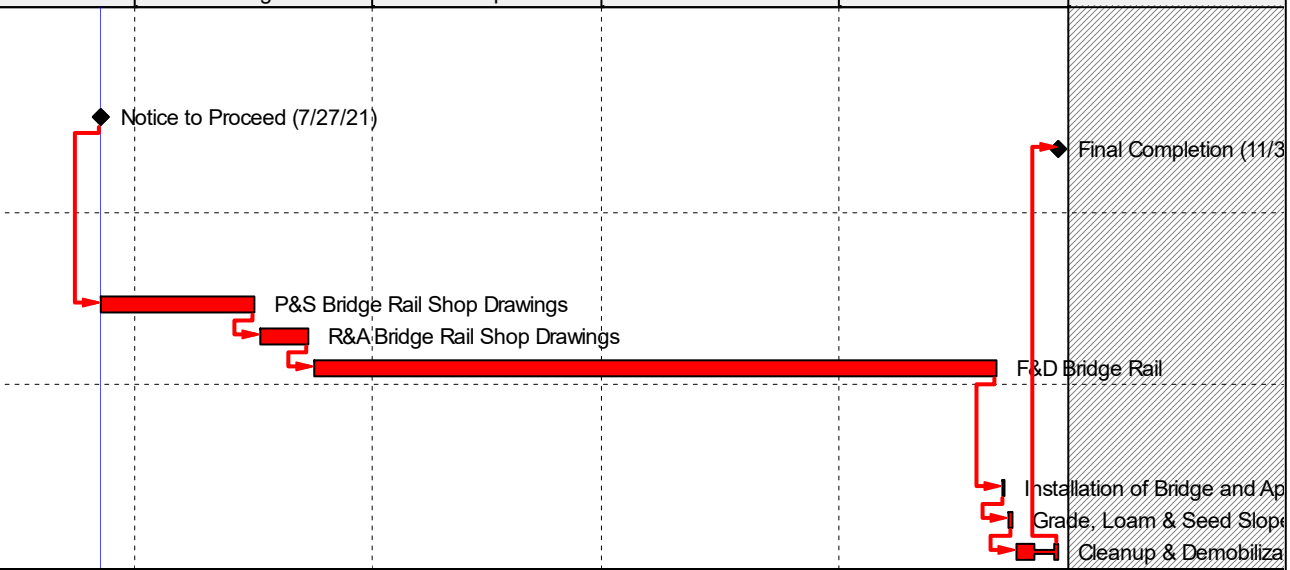 Notice to Proceed (7/27/21)
Final Completion (11/3
P&S Bridge Rail Shop Drawings
R&A Bridge Rail Shop Drawings
F&D Bridge Rail
Installation of Bridge and Ap
Grade, Loam & Seed Slope
Cleanup & Demobiliza